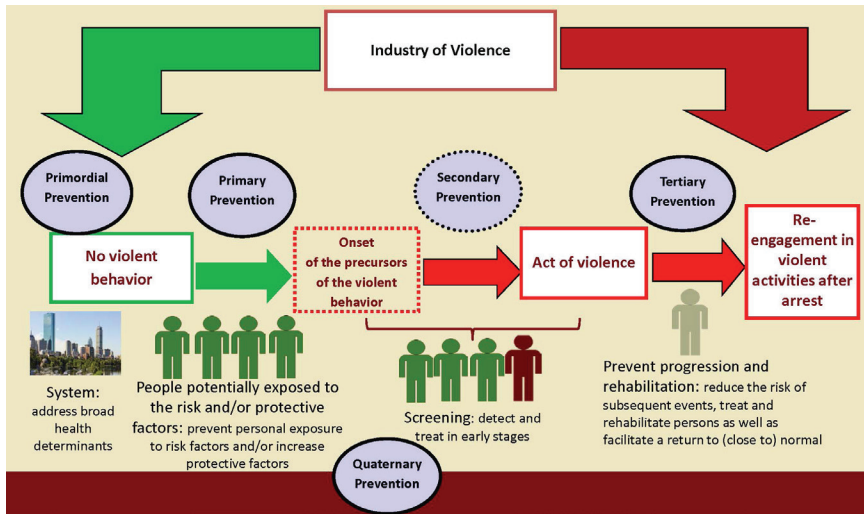 Industry of Violence
Primordial
Prevention
Primary
Prevention
Secondary
Prevention
Tertiary
Prevention
No violent
behavior
Onset
of the precursors
of the violent
behavior
Act of violence
Re-
engagement in
violent
activities after
arrest
System:
address broad
health
determinants
People potentially exposed to
the risk and/or protective
factors: prevent personal exposure
to risk factors and/or increase
protective factors
Screening: detect and
treat in early stages
Prevent progression and
rehabilitation: reduce the risk of
subsequent events, treat and
rehabilitate persons as well as
facilitate a return to (close to) normal
Quaternary
Prevention